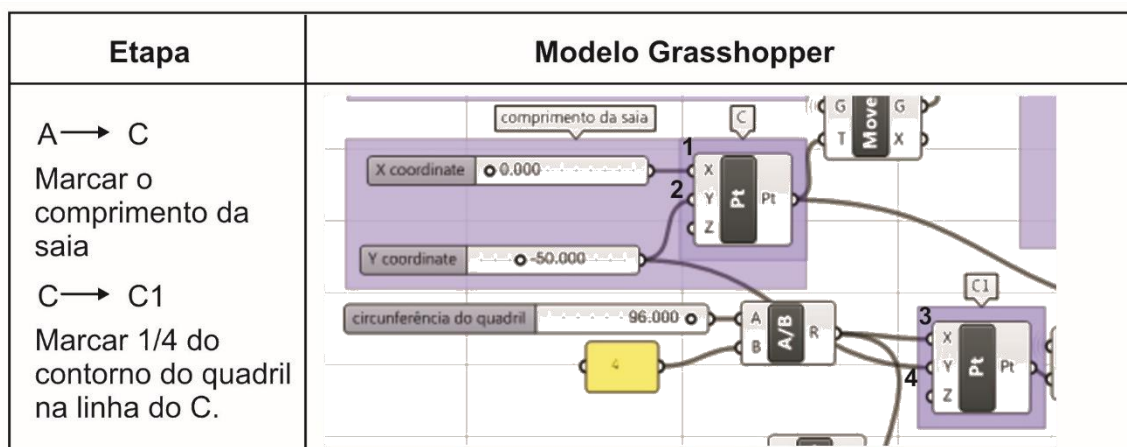 Etapa
Modelo Grasshopper
A → C
Marcar o
comprimento da
saia
C → C1
Marcar 1/4 do
contorno do quadril
na linha do C.
comprimento da saia
C
G Move G
T X
X coordinate 0.000
1
2
X Pt Pt
Y
Z
Y coordinate -50.000
C1
circunferência do quadril 96.000
A A/B R
B
4
3
4
X Pt Pt
Y
Z